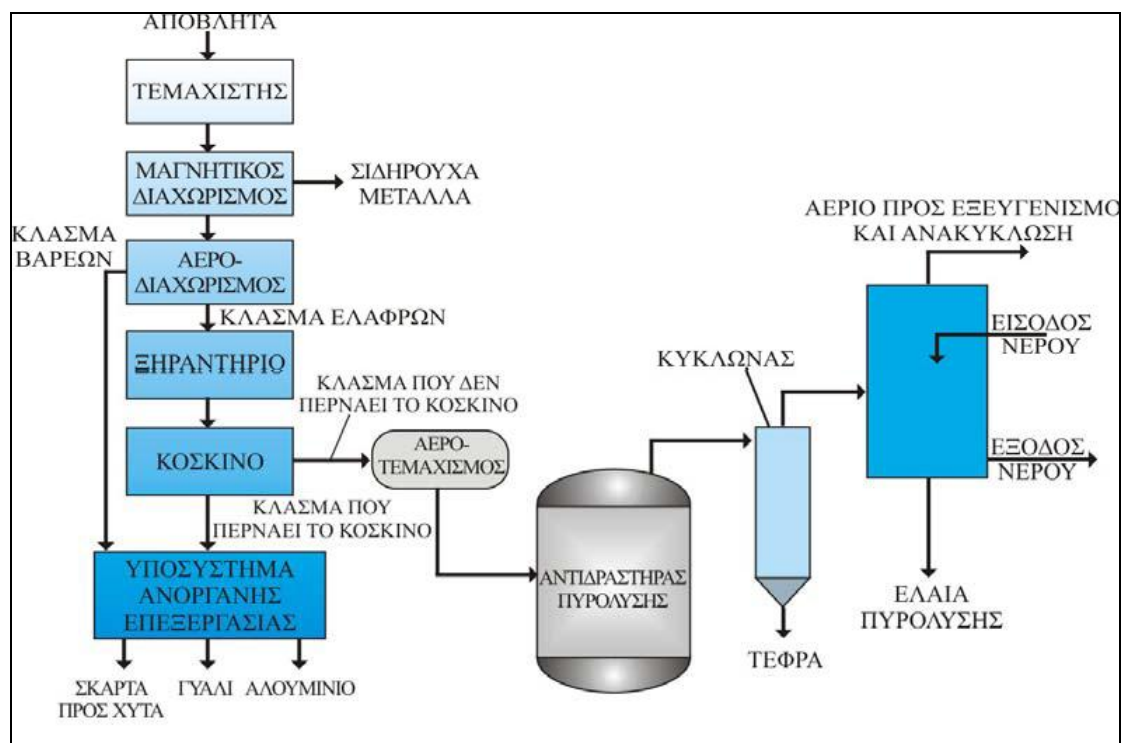 ΑΠΟΒΛΗΤΑ
ΤΕΜΑΧΙΣΤΗΣ
ΜΑΓΝΗΤΙΚΟΣ
ΔΙΑΧΩΡΙΣΜΟΣ
ΣΙΔΗΡΟΥΧΑ
ΜΕΤΑΛΛΑ
ΚΛΑΣΜΑ
ΒΑΡΕΩΝ
ΑΕΡΟ-
ΔΙΑΧΩΡΙΣΜΟΣ
ΚΛΑΣΜΑ ΕΛΑΦΡΩΝ
ΞΗΡΑΝΤΗΡΙΟ
ΚΛΑΣΜΑ ΠΟΥ ΔΕΝ
ΠΕΡΝΑΕΙ ΤΟ ΚΟΣΚΙΝΟ
ΚΟΣΚΙΝΟ
ΑΕΡΟ-
ΤΕΜΑΧΙΣΜΟΣ
ΚΛΑΣΜΑ ΠΟΥ
ΠΕΡΝΑΕΙ ΤΟ ΚΟΣΚΙΝΟ
ΥΠΟΣΥΣΤΗΜΑ
ΑΝΟΡΓΑΝΗΣ
ΕΠΕΞΕΡΓΑΣΙΑΣ
ΣΚΑΡΤΑ
ΠΡΟΣ ΧΥΤΑ
ΓΥΑΛΙ
ΑΛΟΥΜΙΝΙΟ
ΑΝΤΙΔΡΑΣΤΗΡΑΣ
ΠΥΡΟΛΥΣΗΣ
ΚΥΚΛΩΝΑΣ
ΤΕΦΡΑ
ΑΕΡΙΟ ΠΡΟΣ ΕΞΕΥΓΕΝΙΣΜΟ
ΚΑΙ ΑΝΑΚΥΚΛΩΣΗ
ΕΙΣΟΔΟΣ
ΝΕΡΟΥ
ΕΞΟΔΟΣ
ΝΕΡΟΥ
ΕΛΑΙΑ
ΠΥΡΟΛΥΣΗΣ